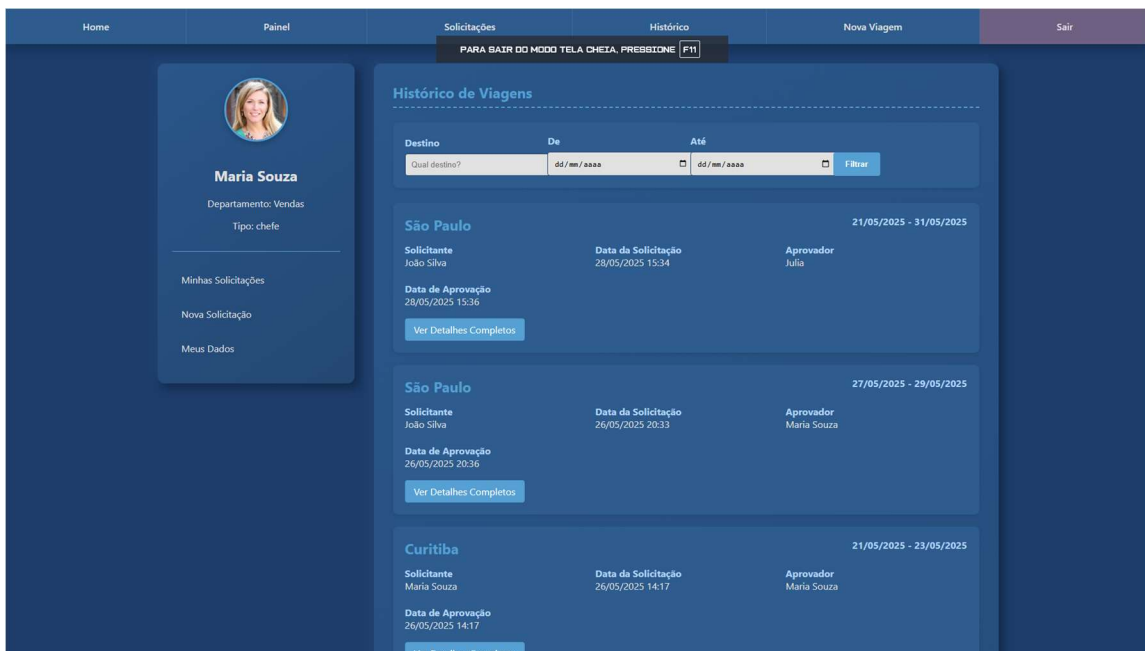 Home Painel Solicitações Histórico Nova Viagem Sair
PARA SAIR DO MODO TELA CHEIA, PRESSIONE F11
Maria Souza
Departamento: Vendas
Tipo: chefe
Minhas Solicitações
Nova Solicitação
Meus Dados
Histórico de Viagens
Destino De Até
Qual destino? dd/mm/aaaa dd/mm/aaaa Filtrar
São Paulo 21/05/2025 - 31/05/2025
Solicitante Data da Solicitação Aprovador
João Silva 28/05/2025 15:34 Julia
Data de Aprovação
28/05/2025 15:36
Ver Detalhes Completos
São Paulo 27/05/2025 - 29/05/2025
Solicitante Data da Solicitação Aprovador
João Silva 26/05/2025 20:33 Maria Souza
Data de Aprovação
26/05/2025 20:36
Ver Detalhes Completos
Curitiba 21/05/2025 - 23/05/2025
Solicitante Data da Solicitação Aprovador
Maria Souza 26/05/2025 14:17 Maria Souza
Data de Aprovação
26/05/2025 14:17